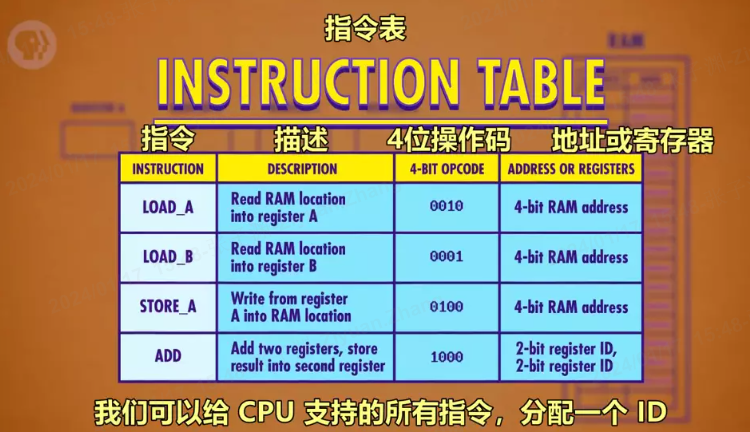 指令表
INSTRUCTION TABLE
指令 描述 4位操作码 地址或寄存器
INSTRUCTION DESCRIPTION 4-BIT OPCODE ADDRESS OR REGISTERS
LOAD_A Read RAM location into register A 0010 4-bit RAM address
LOAD_B Read RAM location into register B 0001 4-bit RAM address
STORE_A Write from register A into RAM location 0100 4-bit RAM address
ADD Add two registers, store result into second register 1000 2-bit register ID, 2-bit register ID
我们可以给 CPU 支持的所有指令，分配一个 ID